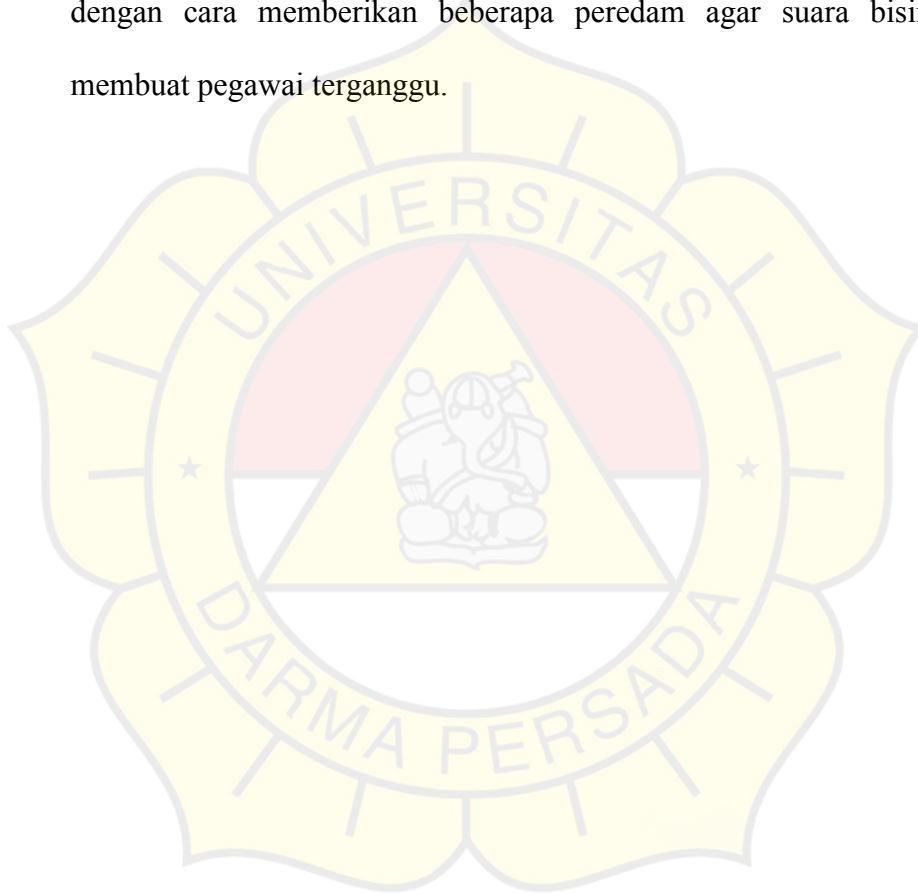 dengan cara memberikan beberapa peredam agar suara
membuat pegawai terganggu.
UNIVERSITAS
DARMA PERSADA